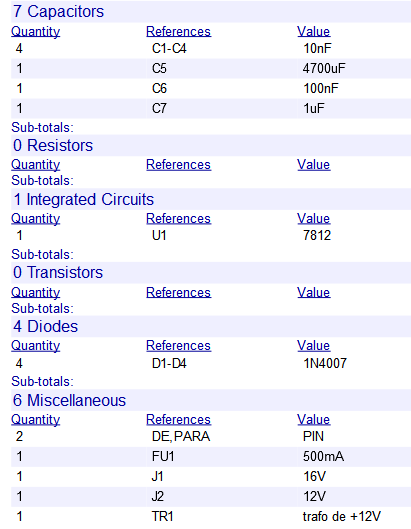 7 Capacitors
Quantity References Value
4 C1-C4 10nF
1 C5 4700uF
1 C6 100nF
1 C7 1uF
Sub-totals:
0 Resistors
Quantity References Value
Sub-totals:
1 Integrated Circuits
Quantity References Value
1 U1 7812
Sub-totals:
0 Transistors
Quantity References Value
Sub-totals:
4 Diodes
Quantity References Value
4 D1-D4 1N4007
Sub-totals:
6 Miscellaneous
Quantity References Value
2 DE,PARA PIN
1 FU1 500mA
1 J1 16V
1 J2 12V
1 TR1 trafo de +12V